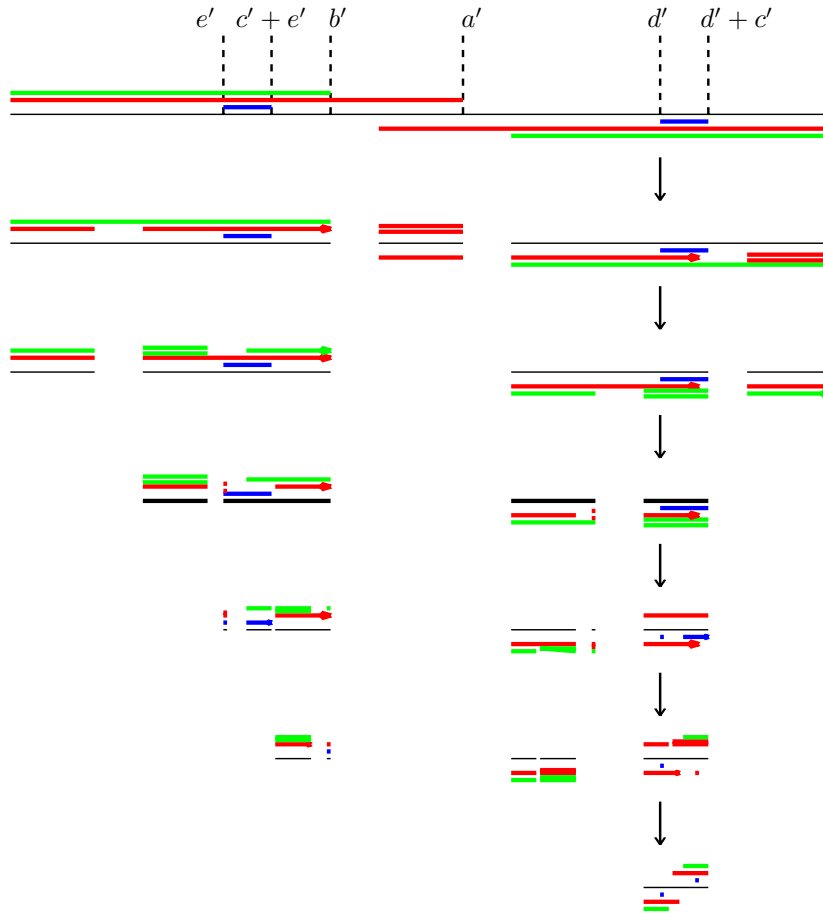 e′ c′ + e′ b′ a′ d′ d′ + c′